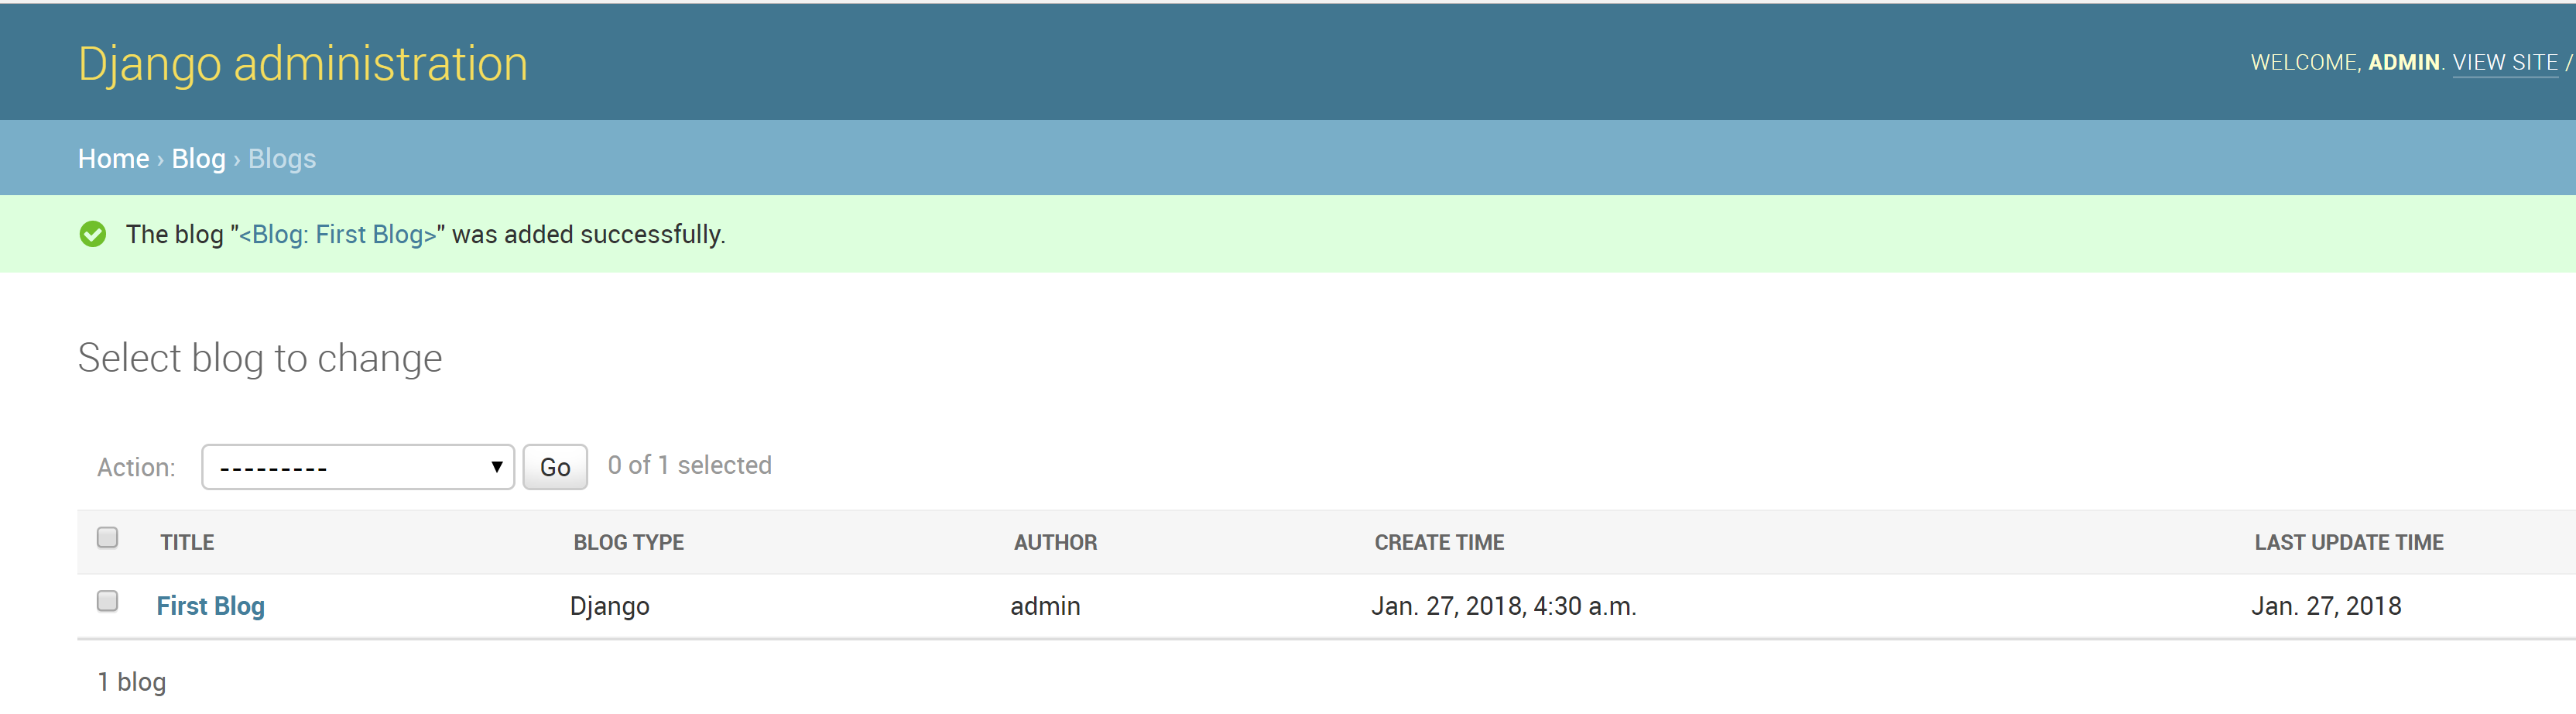 Django administration
WELCOME, ADMIN. VIEW SITE /
Home › Blog › Blogs
The blog "<Blog: First Blog>" was added successfully.
Select blog to change
Action: --------- Go 0 of 1 selected
TITLE BLOG TYPE AUTHOR CREATE TIME LAST UPDATE TIME
First Blog Django admin Jan. 27, 2018, 4:30 a.m. Jan. 27, 2018
1 blog